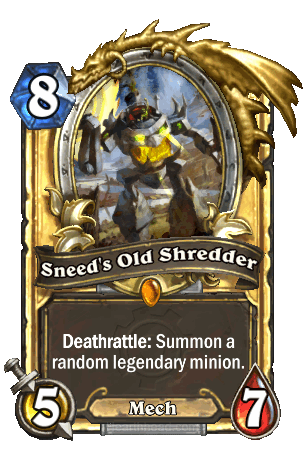 8
Sneed's Old Shredder
Deathrattle: Summon a
random legendary minion.
5
Mech
7